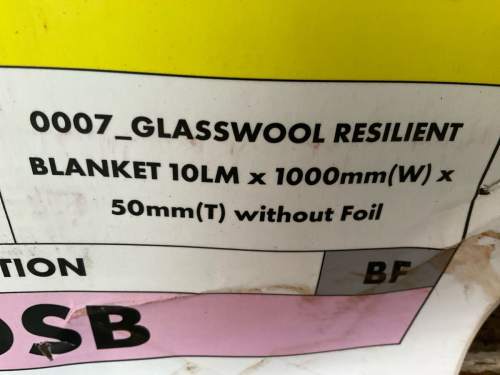 0007_GLASSWOOL RESILIENT
BLANKET 10LM x 1000mm(W) x
50mm(T) without Foil
TION
BF
OSB